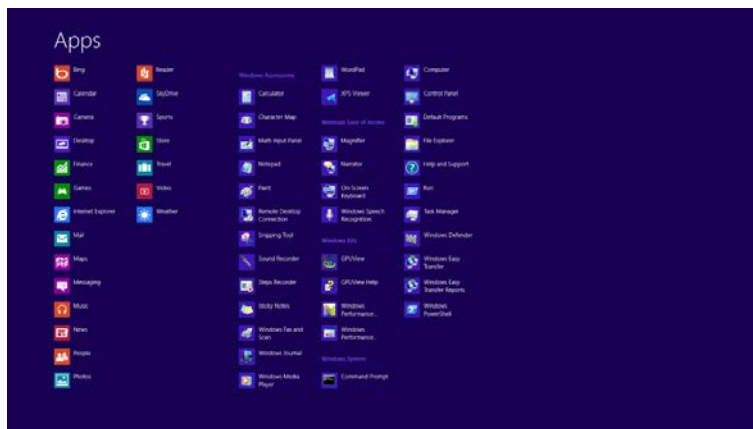 Apps
Bing
Calendar
Camera
Desktop
Finance
Games
Internet Explorer
Mail
Maps
Messaging
Music
News
People
Photos
Reader
SkyDrive
Sports
Store
Travel
Video
Weather
Windows Accessories
Calculator
Character Map
Math Input Panel
Notepad
Paint
Remote Desktop
Connection
Snipping Tool
Sound Recorder
Steps Recorder
Sticky Notes
Windows Fax and
Scan
Windows Journal
Windows Media
Player
WordPad
XPS Viewer
Windows Ease of Access
Magnifier
Narrator
On-Screen
Keyboard
Windows Speech
Recognition
Windows Kits
GPUView
GPUView Help
Windows
Performance...
Windows
Performance...
Windows System
Command Prompt
Computer
Control Panel
Default Programs
File Explorer
Help and Support
Run
Task Manager
Windows Defender
Windows Easy
Transfer
Windows Easy
Transfer Reports
Windows
PowerShell